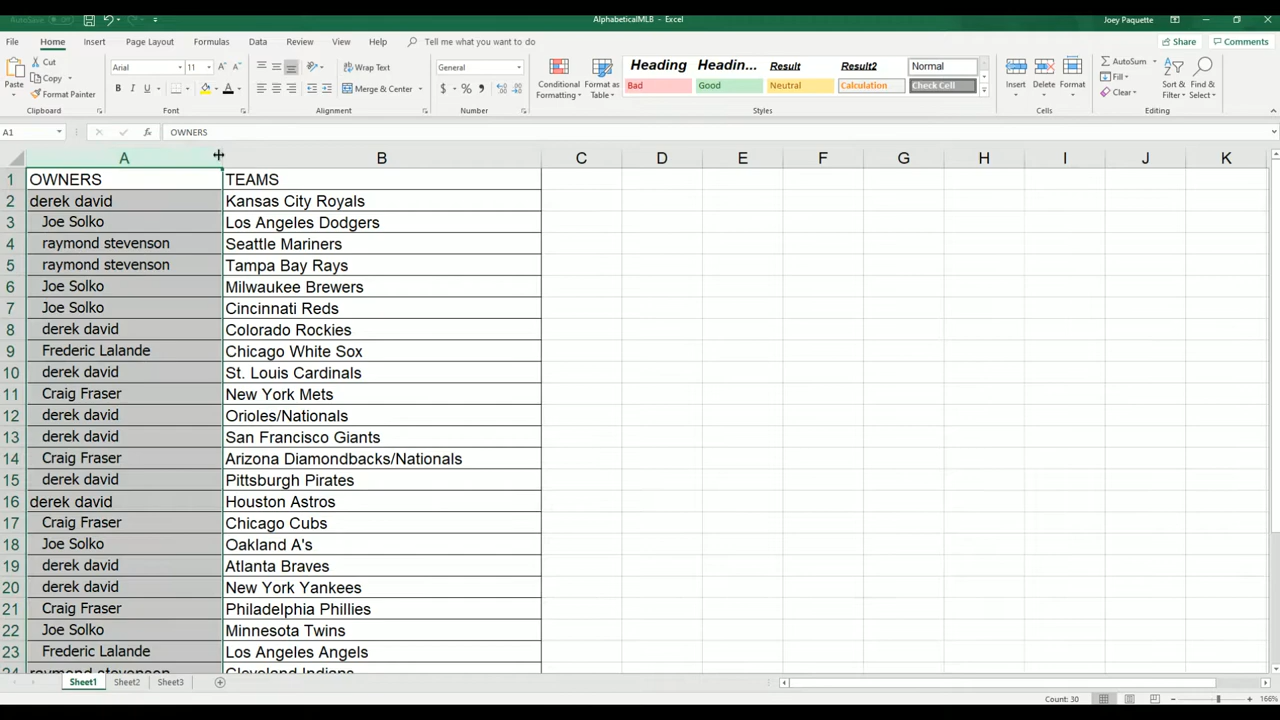 AutoSave Off AlphabeticalMLB - Excel Joey Paquette
File Home Insert Page Layout Formulas Data Review View Help Tell me what you want to do Share Comments
Cut
Copy
Format Painter
Paste
Clipboard
Arial 11
B I U
Font
Wrap Text
Merge & Center
Alignment
General
$ % ,
Number
Conditional Formatting
Format as Table
Heading Headin... Result Result2 Normal
Bad Good Neutral Calculation Check Cell
Styles
Insert Delete Format
Cells
AutoSum
Fill
Clear
Sort & Filter
Find & Select
Editing
A1 fx OWNERS
A B C D E F G H I J K
1 OWNERS TEAMS
2 derek david Kansas City Royals
3 Joe Solko Los Angeles Dodgers
4 raymond stevenson Seattle Mariners
5 raymond stevenson Tampa Bay Rays
6 Joe Solko Milwaukee Brewers
7 Joe Solko Cincinnati Reds
8 derek david Colorado Rockies
9 Frederic Lalande Chicago White Sox
10 derek david St. Louis Cardinals
11 Craig Fraser New York Mets
12 derek david Orioles/Nationals
13 derek david San Francisco Giants
14 Craig Fraser Arizona Diamondbacks/Nationals
15 derek david Pittsburgh Pirates
16 derek david Houston Astros
17 Craig Fraser Chicago Cubs
18 Joe Solko Oakland A's
19 derek david Atlanta Braves
20 derek david New York Yankees
21 Craig Fraser Philadelphia Phillies
22 Joe Solko Minnesota Twins
23 Frederic Lalande Los Angeles Angels
24 raymond stevenson Cleveland Indians
Sheet1 Sheet2 Sheet3
Count: 30 166%